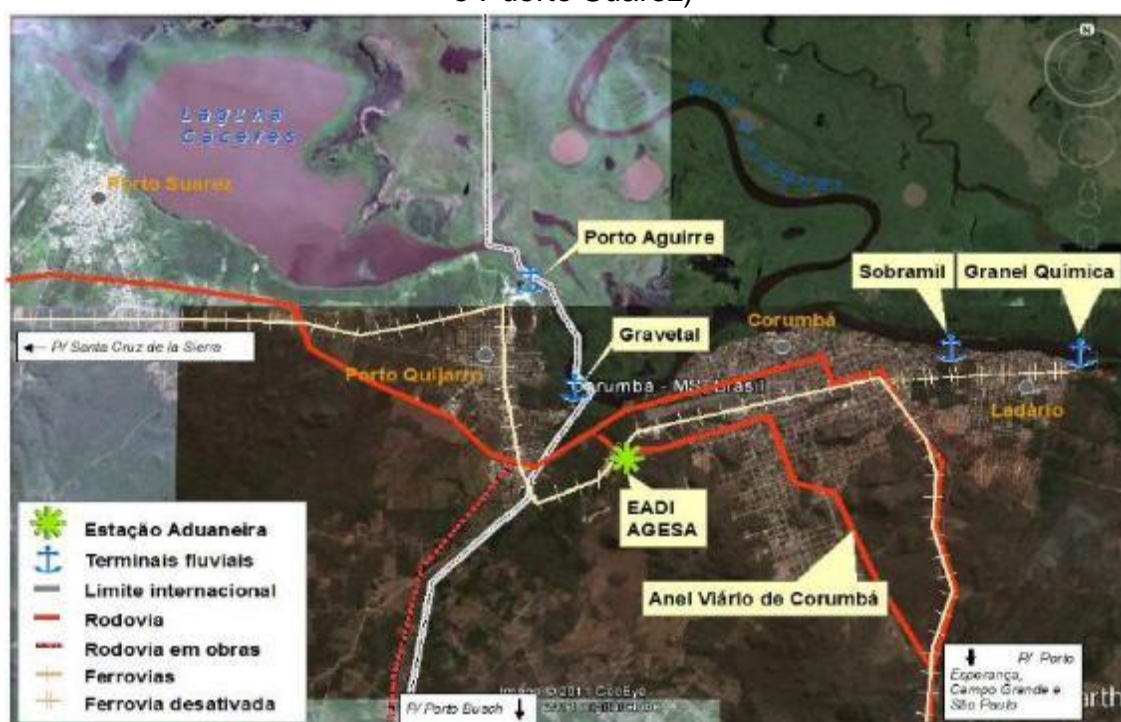 e Puerto Suarez)
N
Laguna
Caceres
Porto Suarez
Porto Aguirre
Sobramil
Granel Química
Corumbá
← P/ Santa Cruz de la Sierra
Gravetal
Porto Quijarro
Corumbá - MS, Brasil
Ladário
EADI
AGESA
Anel Viário de Corumbá
Estação Aduaneira
Terminais fluviais
Limite internacional
Rodovia
Rodovia em obras
Ferrovias
Ferrovia desativada
P/ Porto Busch ↓
© 2011 GeoEye
↓ P/ Porto
Esperança,
Campo Grande e
São Paulo
arth